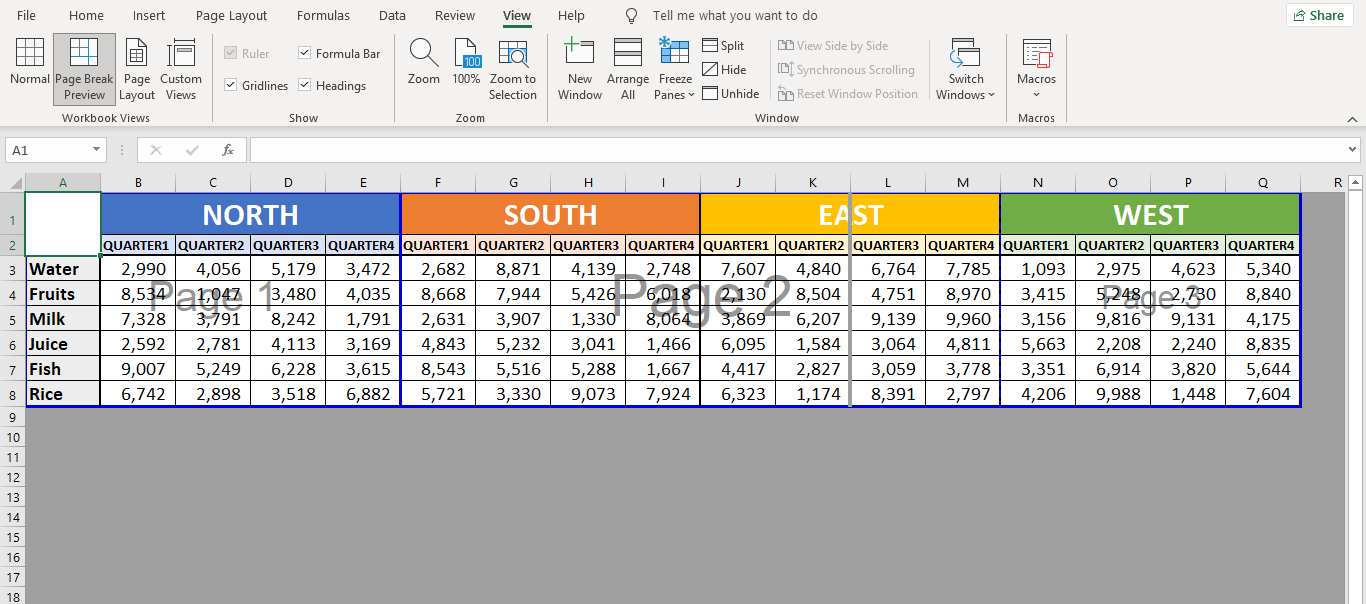 File Home Insert Page Layout Formulas Data Review View Help Tell me what you want to do Share
Normal Page Break Preview Page Layout Custom Views
Workbook Views
Ruler Formula Bar
Gridlines Headings
Show
Zoom 100% Zoom to Selection
Zoom
New Window Arrange All Freeze Panes
Split
Hide
Unhide
View Side by Side
Synchronous Scrolling
Reset Window Position
Window
Switch Windows
Macros
Macros
A1 fx
A B C D E F G H I J K L M N O P Q R
1 NORTH SOUTH EAST WEST
2 QUARTER1 QUARTER2 QUARTER3 QUARTER4 QUARTER1 QUARTER2 QUARTER3 QUARTER4 QUARTER1 QUARTER2 QUARTER3 QUARTER4 QUARTER1 QUARTER2 QUARTER3 QUARTER4
3 Water 2,990 4,056 5,179 3,472 2,682 8,871 4,139 2,748 7,607 4,840 6,764 7,785 1,093 2,975 4,623 5,340
4 Fruits 8,534 1,047 3,480 4,035 8,668 7,944 5,426 6,018 2,130 8,504 4,751 8,970 3,415 5,248 2,730 8,840
Page 1 Page 2 Page 3
5 Milk 7,328 3,791 8,242 1,791 2,631 3,907 1,330 8,064 3,869 6,207 9,139 9,960 3,156 9,816 9,131 4,175
6 Juice 2,592 2,781 4,113 3,169 4,843 5,232 3,041 1,466 6,095 1,584 3,064 4,811 5,663 2,208 2,240 8,835
7 Fish 9,007 5,249 6,228 3,615 8,543 5,516 5,288 1,667 4,417 2,827 3,059 3,778 3,351 6,914 3,820 5,644
8 Rice 6,742 2,898 3,518 6,882 5,721 3,330 9,073 7,924 6,323 1,174 8,391 2,797 4,206 9,988 1,448 7,604
9
10
11
12
13
14
15
16
17
18